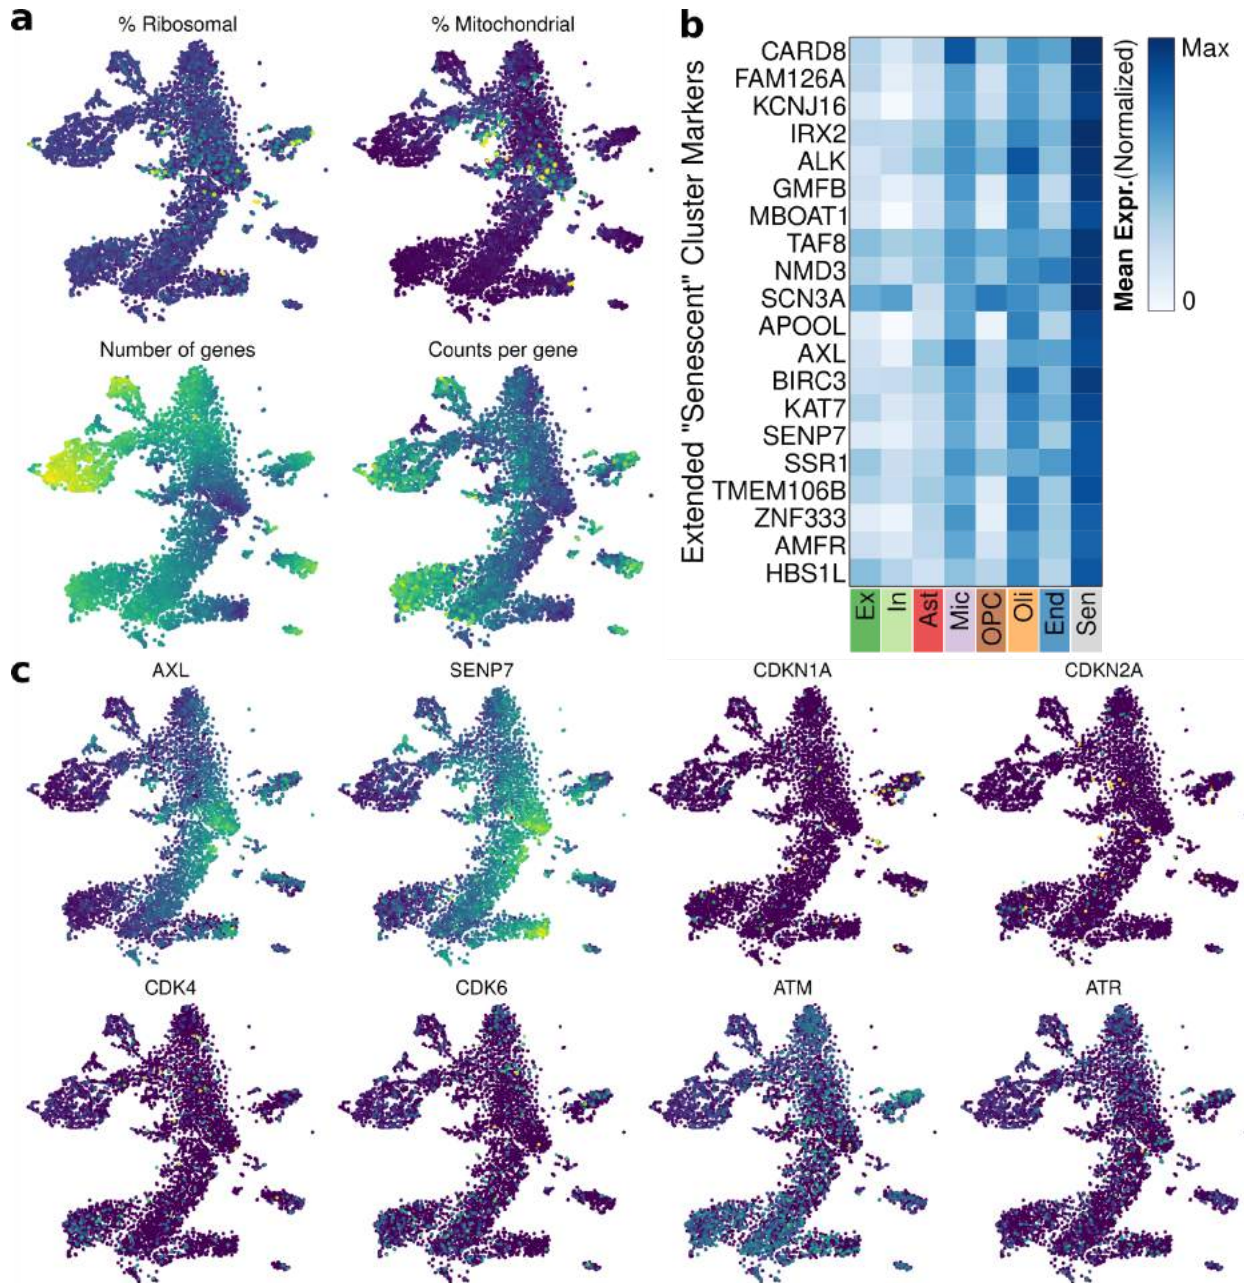 a
% Ribosomal
% Mitochondrial
Number of genes
Counts per gene
b
Extended "Senescent" Cluster Markers
CARD8
FAM126A
KCNJ16
IRX2
ALK
GMFB
MBOAT1
TAF8
NMD3
SCN3A
APOOL
AXL
BIRC3
KAT7
SENP7
SSR1
TMEM106B
ZNF333
AMFR
HBS1L
Ex
In
Ast
Mic
OPC
Oli
End
Sen
Max
Mean Expr.(Normalized)
0
c
AXL
SENP7
CDKN1A
CDKN2A
CDK4
CDK6
ATM
ATR